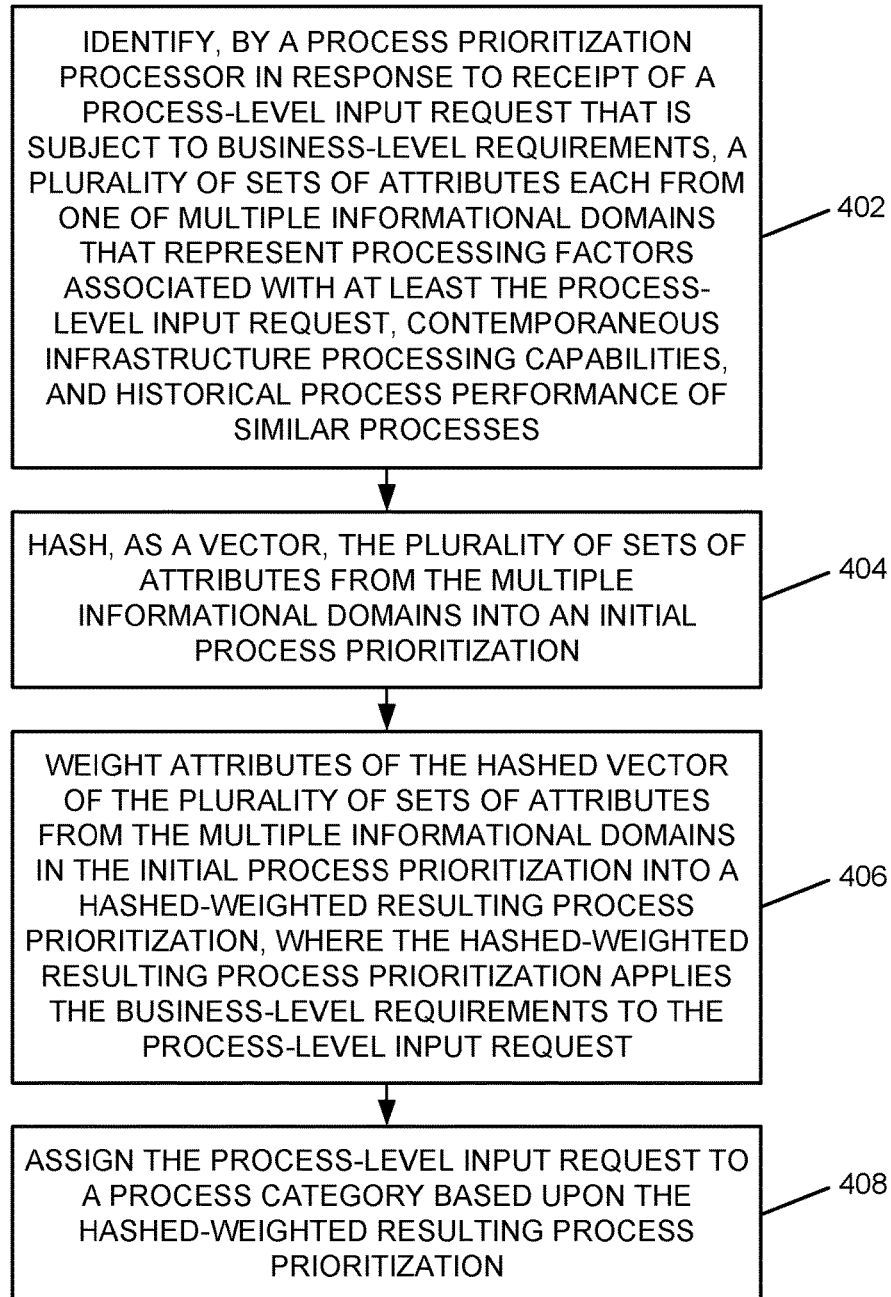 IDENTIFY, BY A PROCESS PRIORITIZATION
PROCESSOR IN RESPONSE TO RECEIPT OF A
PROCESS-LEVEL INPUT REQUEST THAT IS
SUBJECT TO BUSINESS-LEVEL REQUIREMENTS, A
PLURALITY OF SETS OF ATTRIBUTES EACH FROM
ONE OF MULTIPLE INFORMATIONAL DOMAINS
THAT REPRESENT PROCESSING FACTORS
ASSOCIATED WITH AT LEAST THE PROCESS-
LEVEL INPUT REQUEST, CONTEMPORANEOUS
INFRASTRUCTURE PROCESSING CAPABILITIES,
AND HISTORICAL PROCESS PERFORMANCE OF
SIMILAR PROCESSES
402
HASH, AS A VECTOR, THE PLURALITY OF SETS OF
ATTRIBUTES FROM THE MULTIPLE
INFORMATIONAL DOMAINS INTO AN INITIAL
PROCESS PRIORITIZATION
404
WEIGHT ATTRIBUTES OF THE HASHED VECTOR
OF THE PLURALITY OF SETS OF ATTRIBUTES
FROM THE MULTIPLE INFORMATIONAL DOMAINS
IN THE INITIAL PROCESS PRIORITIZATION INTO A
HASHED-WEIGHTED RESULTING PROCESS
PRIORITIZATION, WHERE THE HASHED-WEIGHTED
RESULTING PROCESS PRIORITIZATION APPLIES
THE BUSINESS-LEVEL REQUIREMENTS TO THE
PROCESS-LEVEL INPUT REQUEST
406
ASSIGN THE PROCESS-LEVEL INPUT REQUEST TO
A PROCESS CATEGORY BASED UPON THE
HASHED-WEIGHTED RESULTING PROCESS
PRIORITIZATION
408